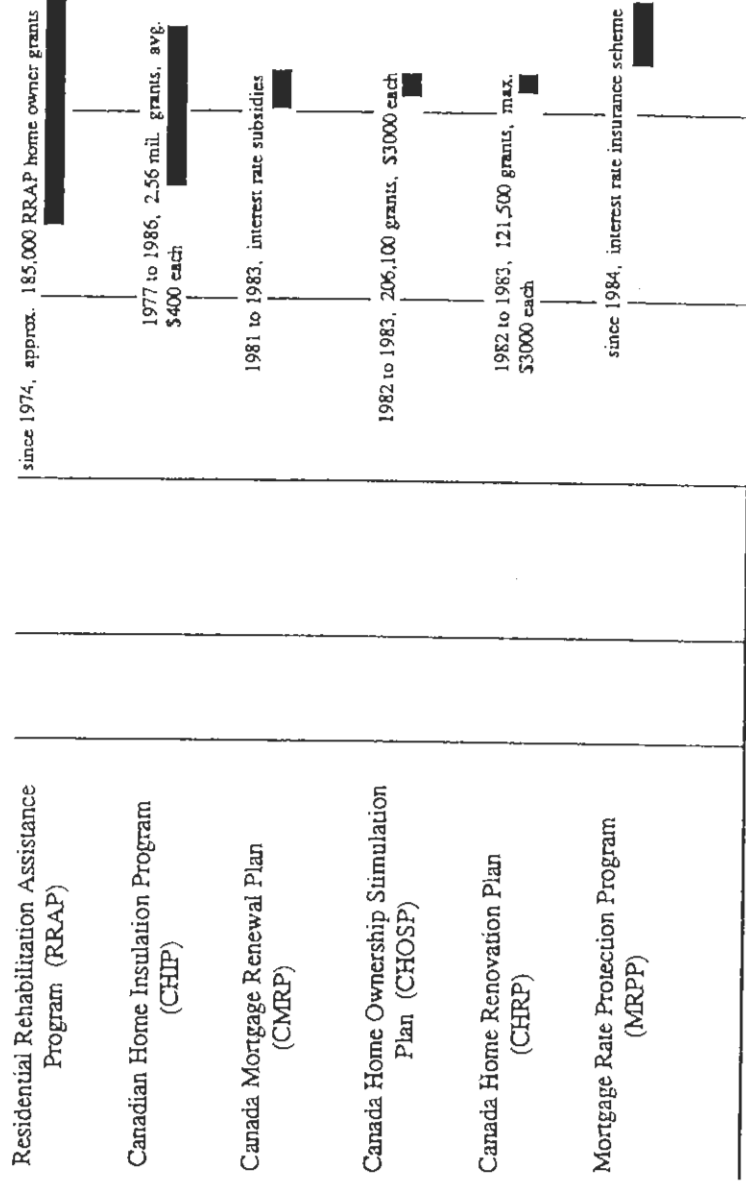 Residential Rehabilitation Assistance
Program (RRAP)
since 1974, approx. 185,000 RRAP home owner grants
Canadian Home Insulation Program
(CHIP)
1977 to 1986, 2.56 mil. grants, avg.
$400 each
Canada Mortgage Renewal Plan
(CMRP)
1981 to 1983, interest rate subsidies
Canada Home Ownership Stimulation
Plan (CHOSP)
1982 to 1983, 206,100 grants, $3000 each
Canada Home Renovation Plan
(CHRP)
1982 to 1983, 121,500 grants, max.
$3000 each
Mortgage Rate Protection Program
(MRPP)
since 1984, interest rate insurance scheme